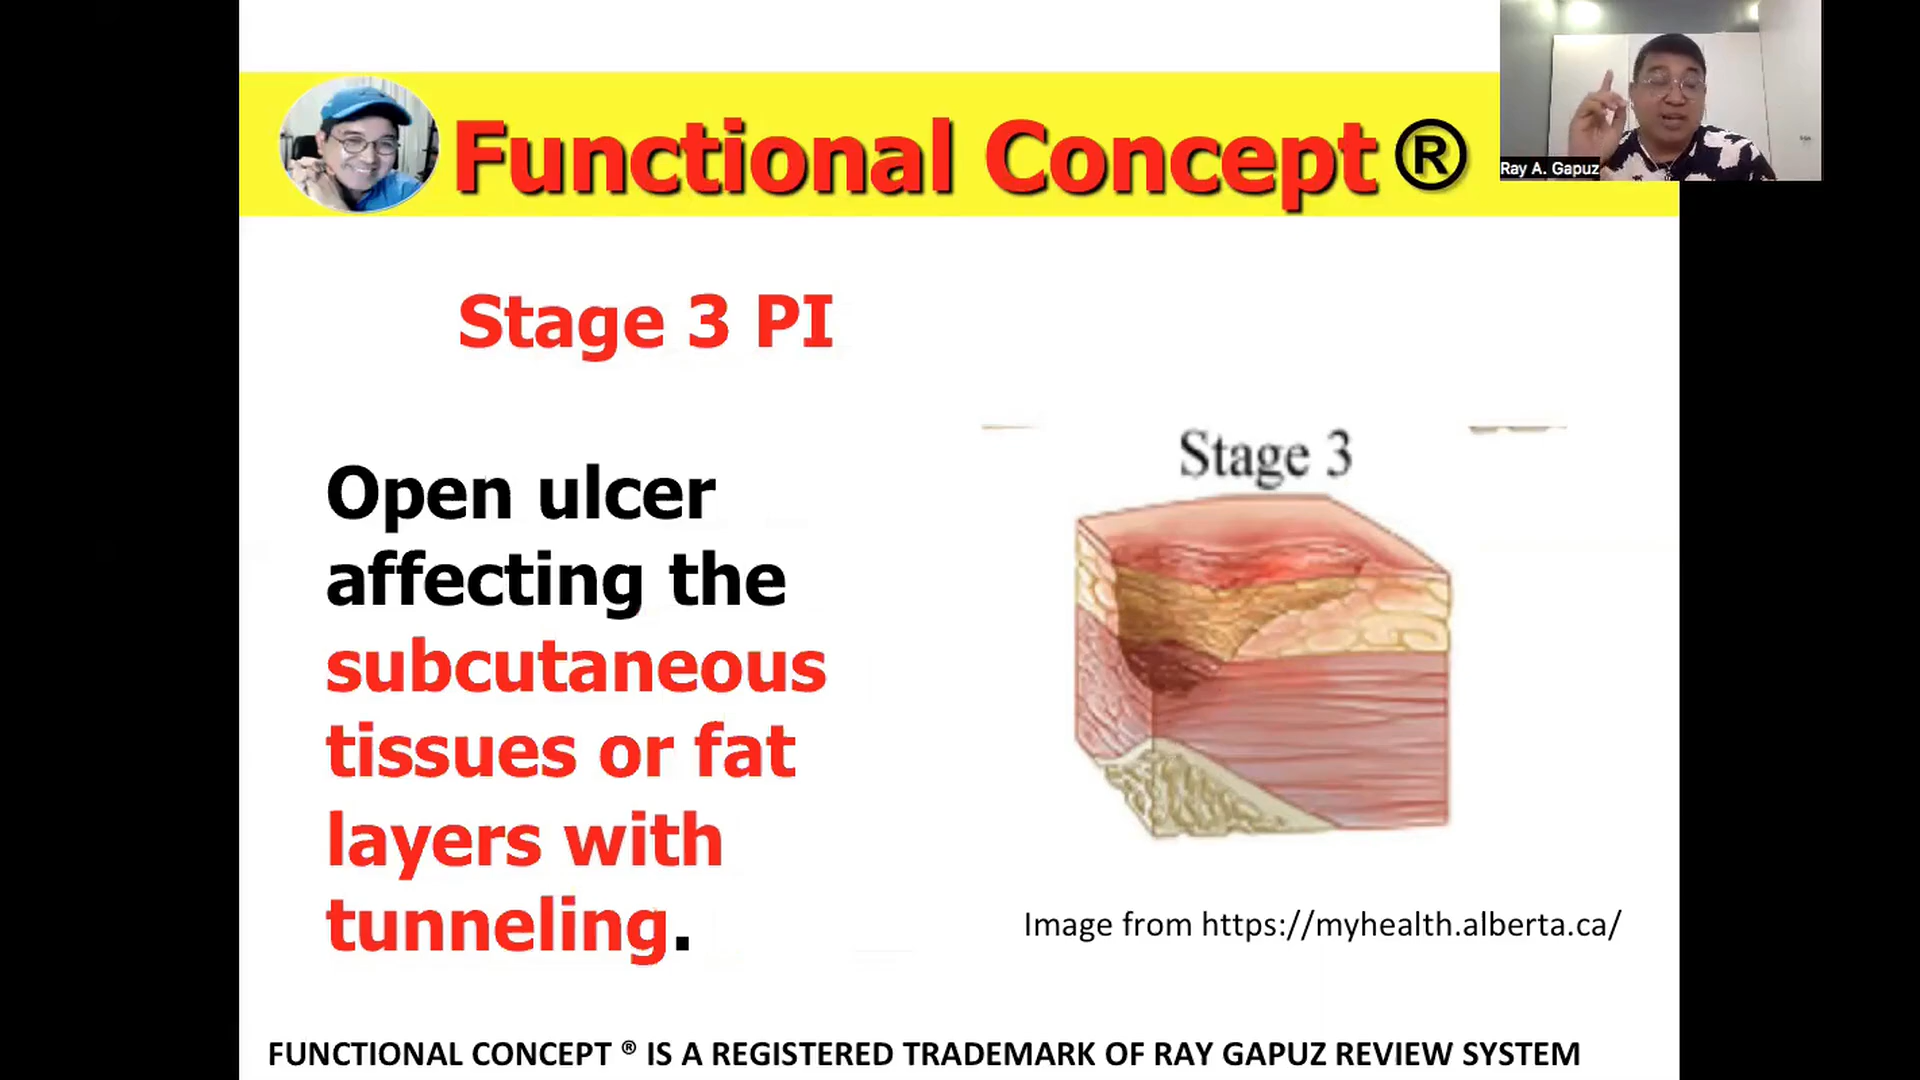 Functional Concept ®
Ray A. Gapuz
Stage 3 PI
Stage 3
Open ulcer
affecting the
subcutaneous
tissues or fat
layers with
tunneling.
Image from https://myhealth.alberta.ca/
FUNCTIONAL CONCEPT ® IS A REGISTERED TRADEMARK OF RAY GAPUZ REVIEW SYSTEM